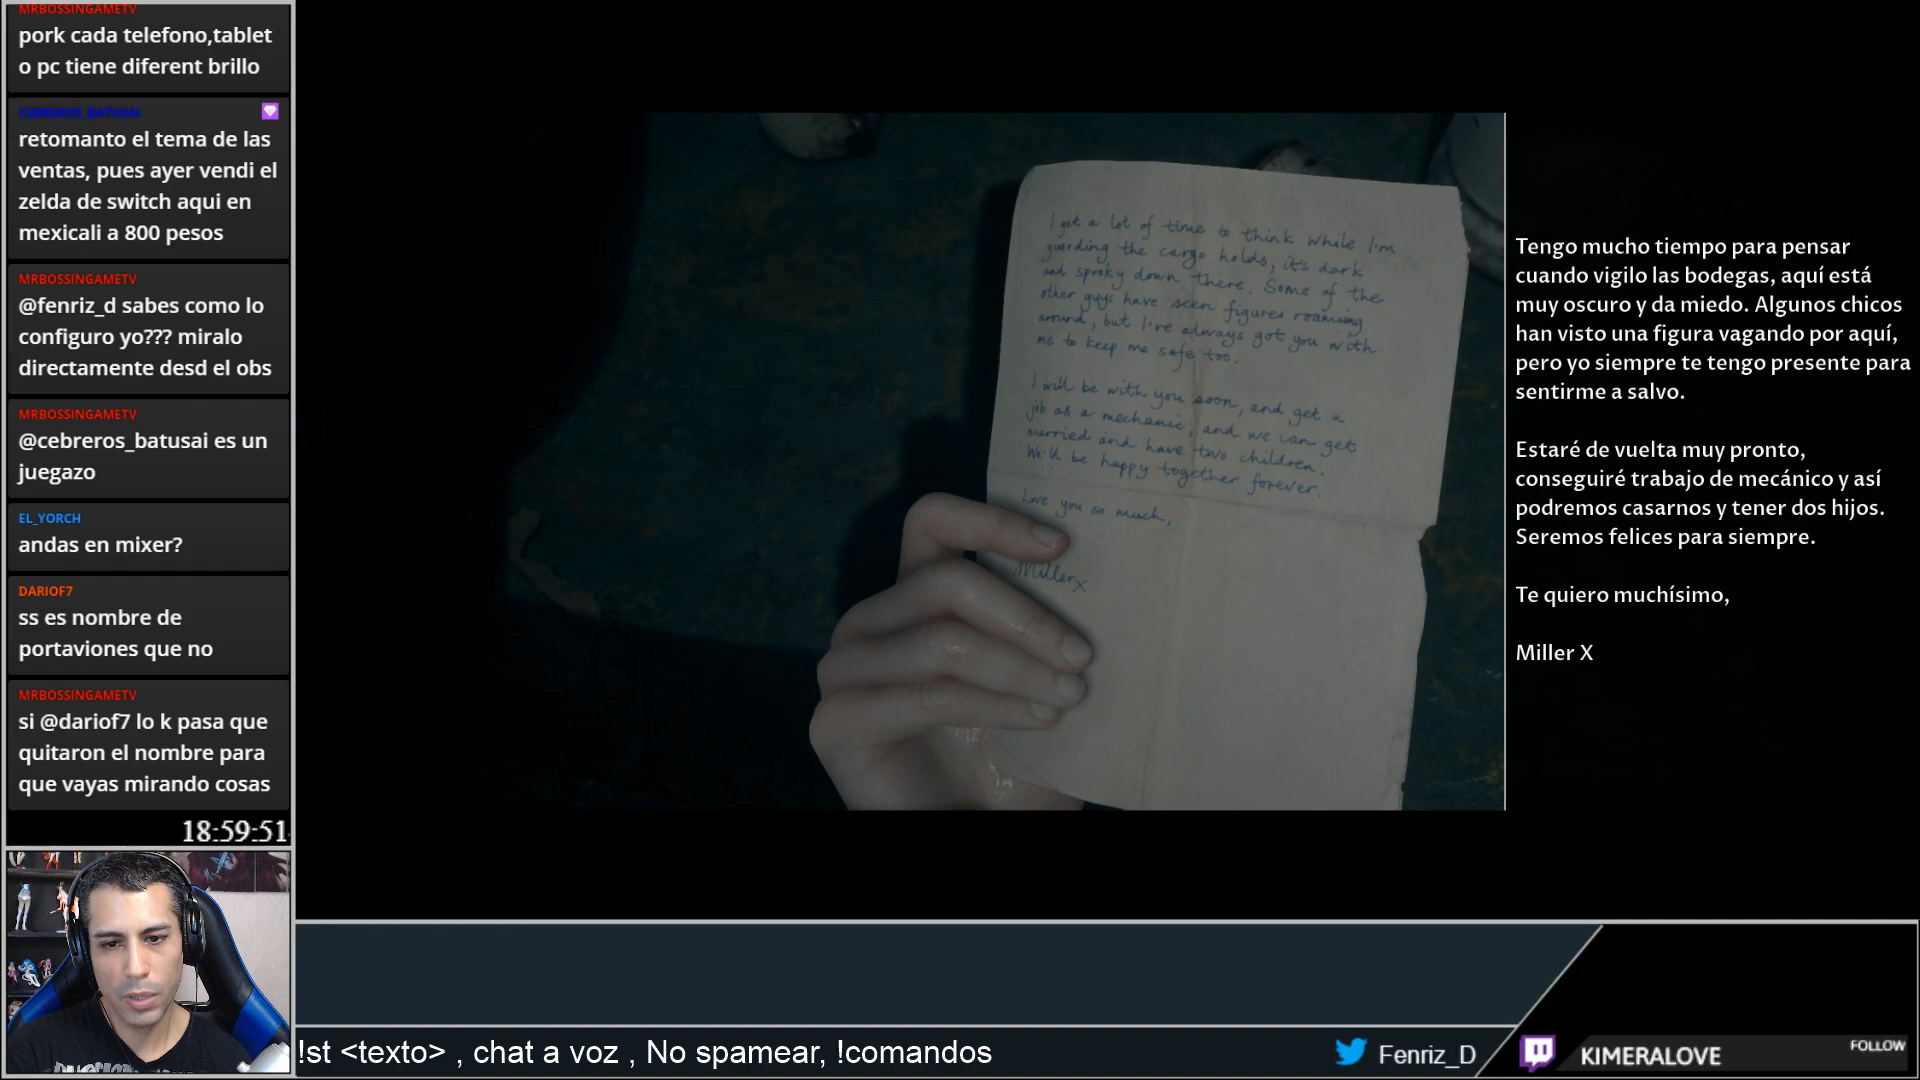 MRBOSSINGAMETV
pork cada telefono,tablet
o pc tiene diferent brillo
CEBREROS_BATUSAI
retomanto el tema de las
ventas, pues ayer vendi el
zelda de switch aqui en
mexicali a 800 pesos
MRBOSSINGAMETV
@fenriz_d sabes como lo
configuro yo??? miralo
directamente desd el obs
MRBOSSINGAMETV
@cebreros_batusai es un
juegazo
EL_YORCH
andas en mixer?
DARIOF7
ss es nombre de
portaviones que no
MRBOSSINGAMETV
si @dariof7 lo k pasa que
quitaron el nombre para
que vayas mirando cosas
18:59:51
I get a lot of time to think while I'm
guarding the cargo holds, it's dark
and spooky down there. Some of the
other guys have seen figures roaming
around, but I've always got you with
me to keep me safe too.
I will be with you soon, and get a
job as a mechanic, and we can get
married and have two children.
We'll be happy together forever.
Love you so much,
Miller x
Tengo mucho tiempo para pensar
cuando vigilo las bodegas, aquí está
muy oscuro y da miedo. Algunos chicos
han visto una figura vagando por aquí,
pero yo siempre te tengo presente para
sentirme a salvo.
Estaré de vuelta muy pronto,
conseguiré trabajo de mecánico y así
podremos casarnos y tener dos hijos.
Seremos felices para siempre.
Te quiero muchísimo,
Miller X
!st <texto> , chat a voz , No spamear, !comandos
Fenriz_D
KIMERALOVE
FOLLOW